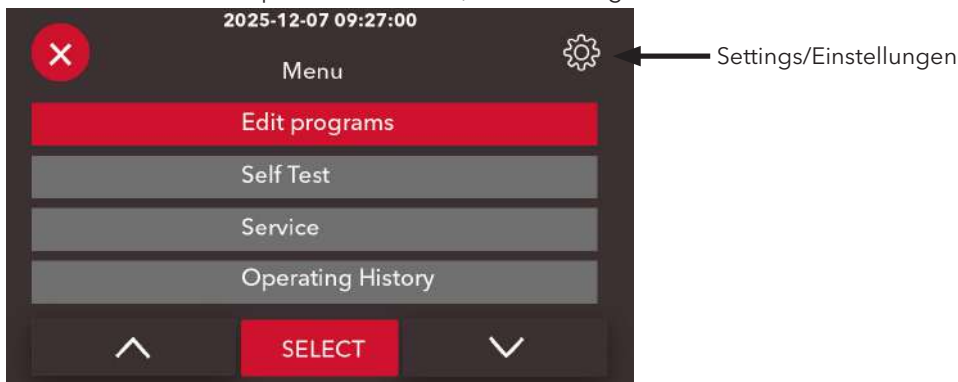 2025-12-07 09:27:00
Menu
Settings/Einstellungen
Edit programs
Self Test
Service
Operating History
SELECT